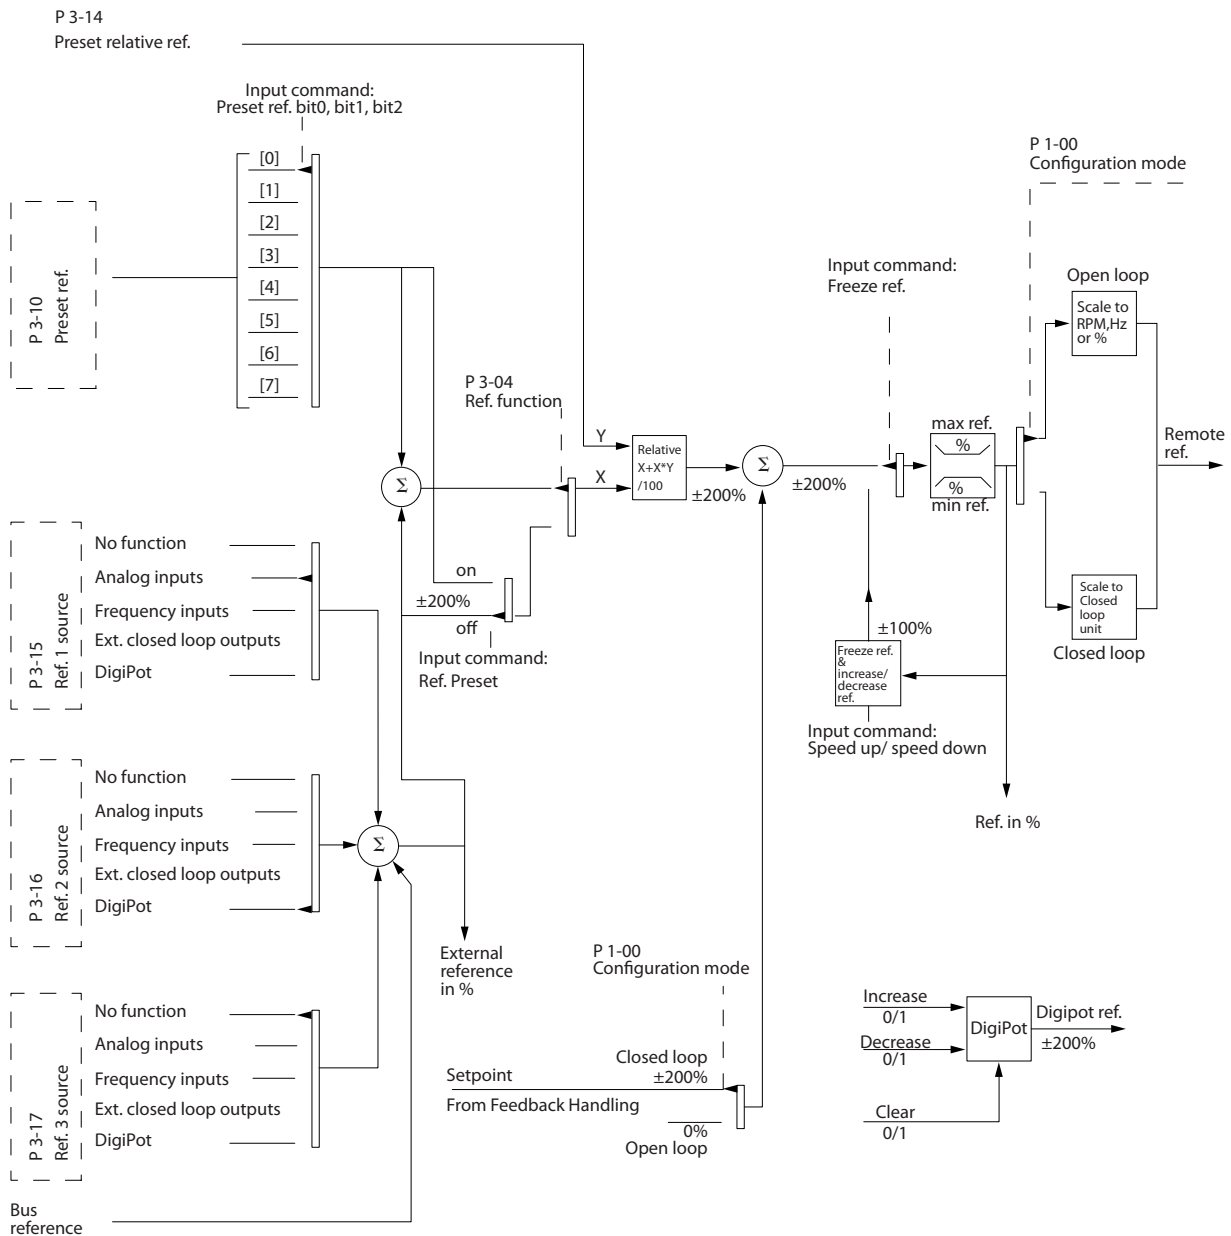 P 3-14
Preset relative ref.
Input command:
Preset ref. bit0, bit1, bit2
[0]
[1]
[2]
[3]
[4]
[5]
[6]
[7]
P 3-10
Preset ref.
P 1-00
Configuration mode
Input command:
Freeze ref.
Open loop
Scale to
RPM,Hz
or %
P 3-04
Ref. function
Y
X
Relative
X+X*Y
/100
±200%
Σ
±200%
max ref.
%
%
min ref.
Remote
ref.
Σ
on
±200%
off
Input command:
Ref. Preset
P 3-15
Ref. 1 source
No function
Analog inputs
Frequency inputs
Ext. closed loop outputs
DigiPot
±100%
Freeze ref.
&
increase/
decrease
ref.
Input command:
Speed up/ speed down
Scale to
Closed
loop
unit
Closed loop
Ref. in %
P 3-16
Ref. 2 source
No function
Analog inputs
Frequency inputs
Ext. closed loop outputs
DigiPot
Σ
External
reference
in %
P 1-00
Configuration mode
Closed loop
±200%
Setpoint
From Feedback Handling
0%
Open loop
Increase
0/1
Decrease
0/1
Clear
0/1
DigiPot
Digipot ref.
±200%
P 3-17
Ref. 3 source
No function
Analog inputs
Frequency inputs
Ext. closed loop outputs
DigiPot
Bus
reference